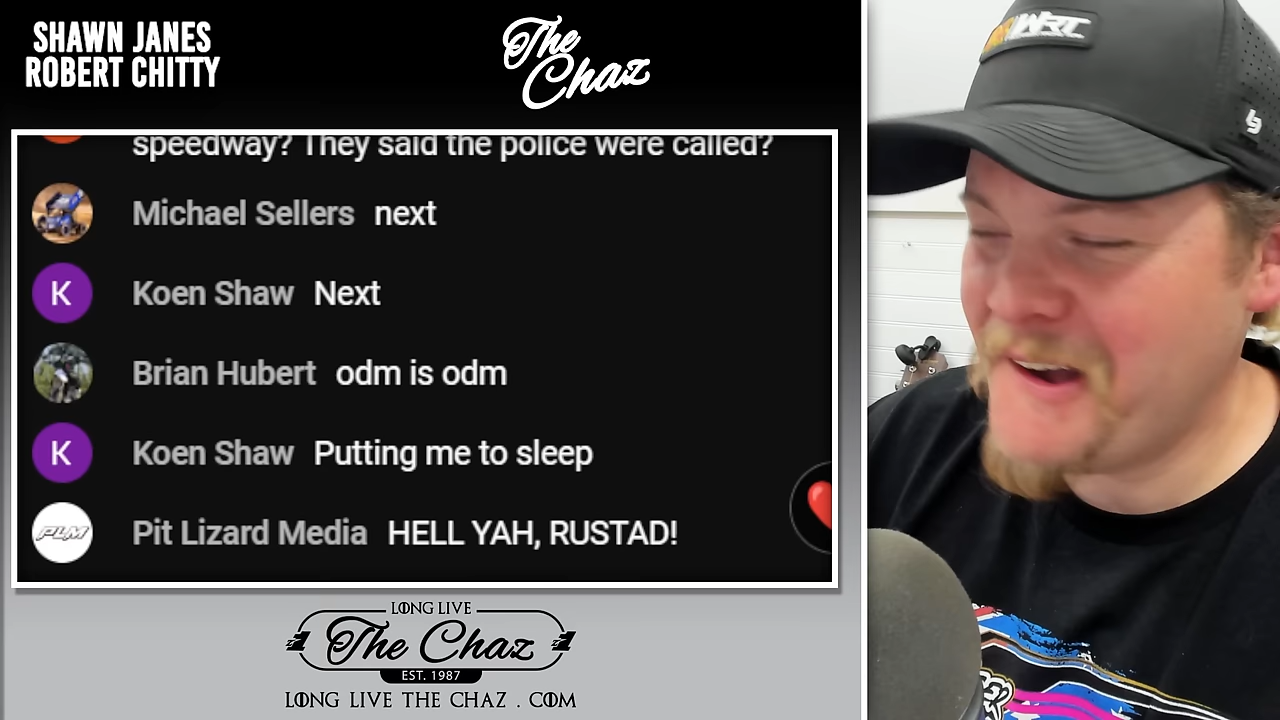 SHAWN JANES
ROBERT CHITTY
The
Chaz
speedway? They said the police were called?
Michael Sellers next
K Koen Shaw Next
Brian Hubert odm is odm
K Koen Shaw Putting me to sleep
PLM Pit Lizard Media HELL YAH, RUSTAD!
LONG LIVE
The Chaz
EST. 1987
LONG LIVE THE CHAZ . COM
WRT